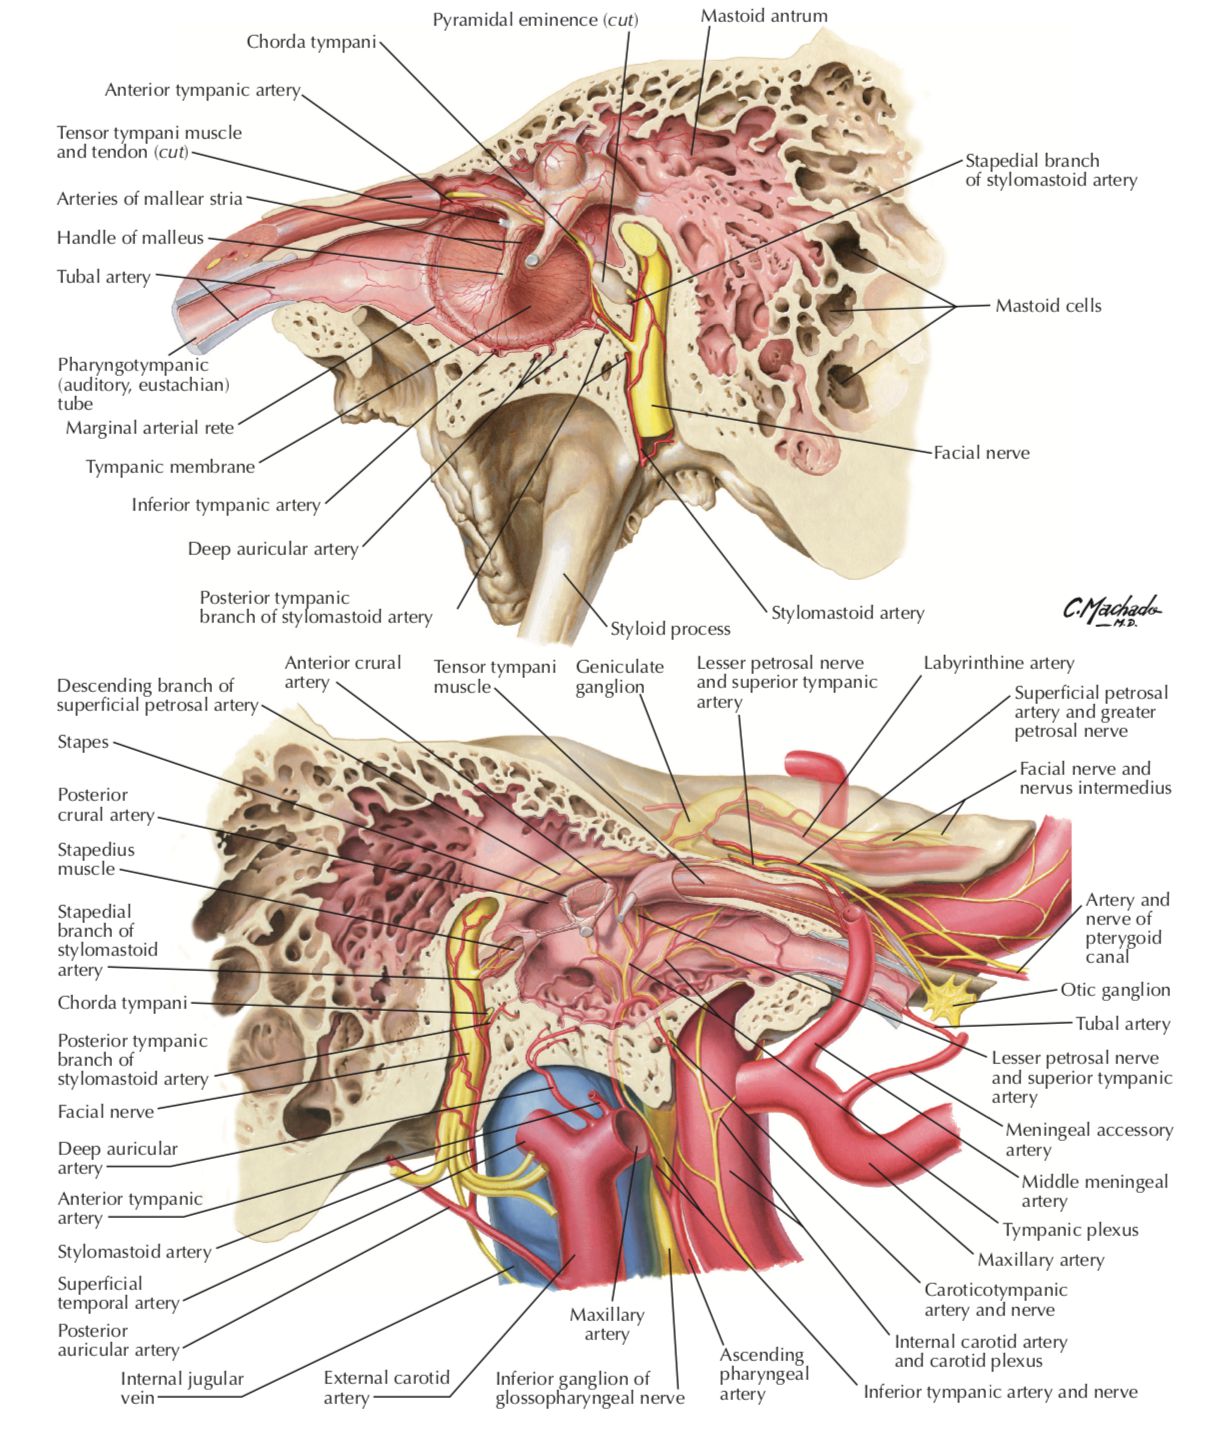 Pyramidal eminence (cut)
Mastoid antrum
Chorda tympani
Anterior tympanic artery
Tensor tympani muscle
and tendon (cut)
Stapedial branch
of stylomastoid artery
Arteries of mallear stria
Handle of malleus
Tubal artery
Mastoid cells
Pharyngotympanic
(auditory, eustachian)
tube
Marginal arterial rete
Facial nerve
Tympanic membrane
Inferior tympanic artery
Deep auricular artery
Posterior tympanic
branch of stylomastoid artery
Styloid process
Stylomastoid artery
C. Machado
M.D.
Anterior crural
artery
Tensor tympani
muscle
Geniculate
ganglion
Lesser petrosal nerve
and superior tympanic
artery
Labyrinthine artery
Descending branch of
superficial petrosal artery
Superficial petrosal
artery and greater
petrosal nerve
Stapes
Facial nerve and
nervus intermedius
Posterior
crural artery
Stapedius
muscle
Stapedial
branch of
stylomastoid
artery
Artery and
nerve of
pterygoid
canal
Otic ganglion
Chorda tympani
Tubal artery
Posterior tympanic
branch of
stylomastoid artery
Lesser petrosal nerve
and superior tympanic
artery
Facial nerve
Meningeal accessory
artery
Deep auricular
artery
Middle meningeal
artery
Anterior tympanic
artery
Tympanic plexus
Stylomastoid artery
Maxillary artery
Superficial
temporal artery
Caroticotympanic
artery and nerve
Posterior
auricular artery
Maxillary
artery
Internal carotid artery
and carotid plexus
Internal jugular
vein
External carotid
artery
Inferior ganglion of
glossopharyngeal nerve
Ascending
pharyngeal
artery
Inferior tympanic artery and nerve